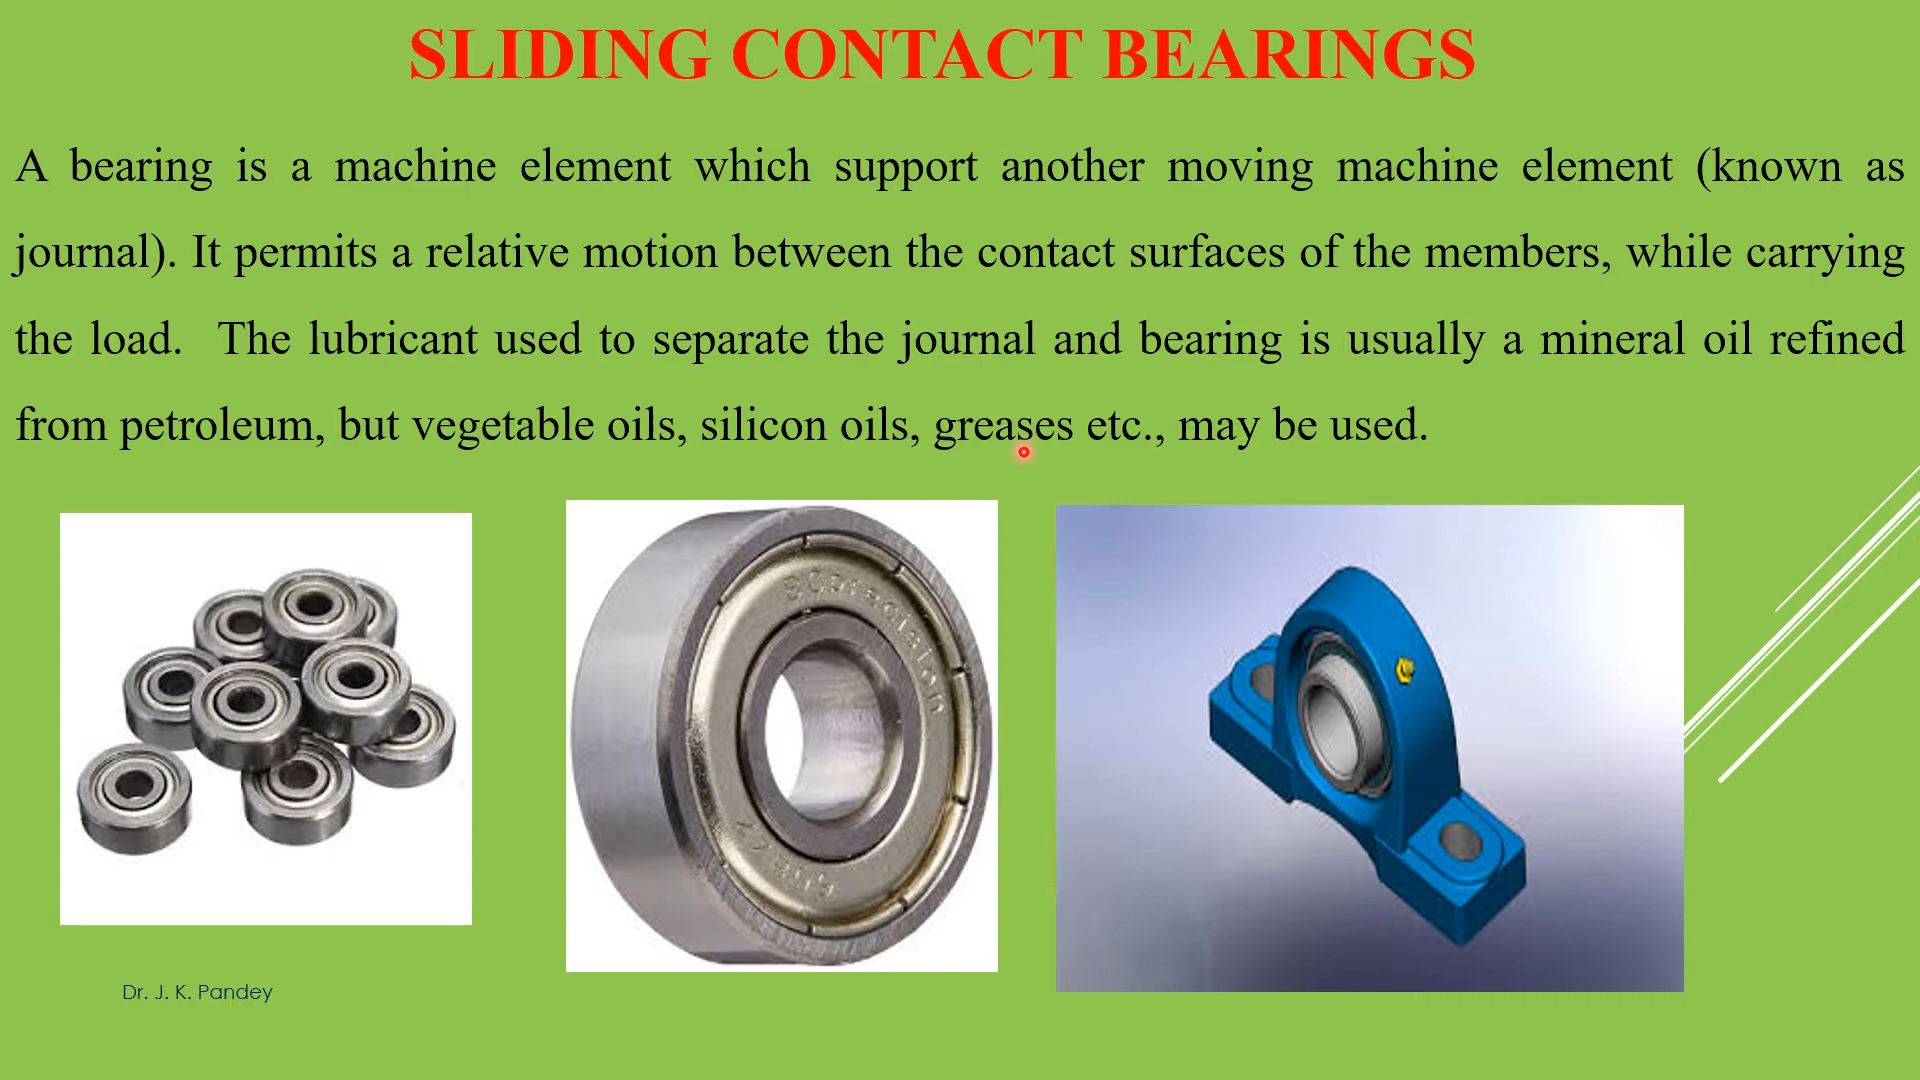 SLIDING CONTACT BEARINGS
A bearing is a machine element which support another moving machine element (known as
journal). It permits a relative motion between the contact surfaces of the members, while carrying
the load. The lubricant used to separate the journal and bearing is usually a mineral oil refined
from petroleum, but vegetable oils, silicon oils, greases etc., may be used.
Dr. J. K. Pandey